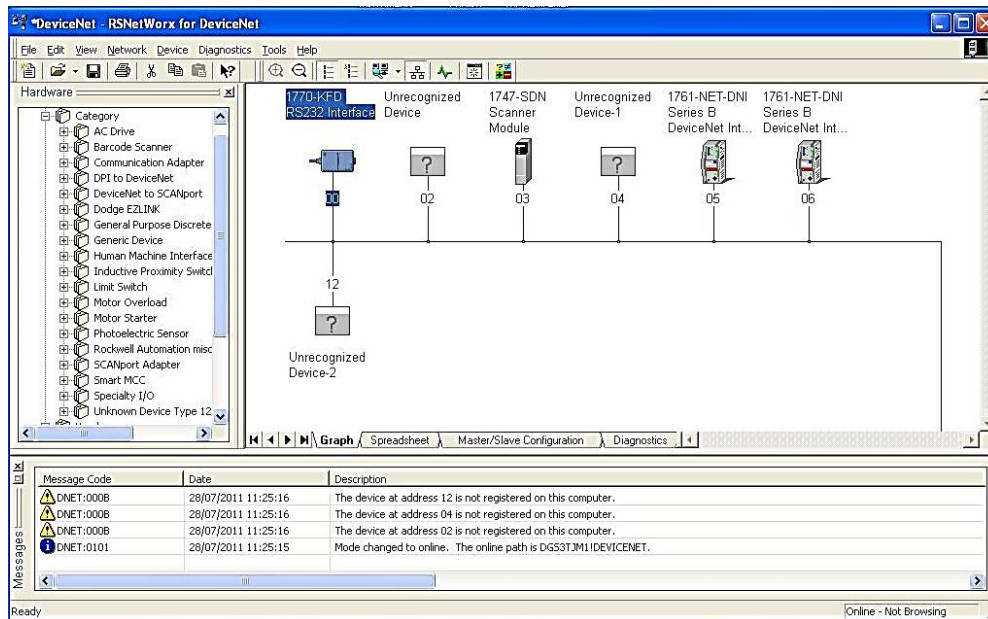 *DeviceNet - RSNetWorx for DeviceNet
File Edit View Network Device Diagnostics Tools Help
Hardware
Category
AC Drive
Barcode Scanner
Communication Adapter
DPI to DeviceNet
DeviceNet to SCANport
Dodge EZLINK
General Purpose Discrete
Generic Device
Human Machine Interface
Inductive Proximity Switcl
Limit Switch
Motor Overload
Motor Starter
Photoelectric Sensor
Rockwell Automation misc
SCANport Adapter
Smart MCC
Specialty I/O
Unknown Device Type 12
1770-KFD
RS232 Interface
00
Unrecognized
Device
?
02
1747-SDN
Scanner
Module
03
Unrecognized
Device-1
?
04
1761-NET-DNI
Series B
DeviceNet Int...
05
1761-NET-DNI
Series B
DeviceNet Int...
06
12
?
Unrecognized
Device-2
Graph Spreadsheet Master/Slave Configuration Diagnostics
Messages
Message Code Date Description
DNET:000B 28/07/2011 11:25:16 The device at address 12 is not registered on this computer.
DNET:000B 28/07/2011 11:25:16 The device at address 04 is not registered on this computer.
DNET:000B 28/07/2011 11:25:16 The device at address 02 is not registered on this computer.
DNET:0101 28/07/2011 11:25:15 Mode changed to online. The online path is DGS3TJM1!DEVICENET.
Ready Online - Not Browsing